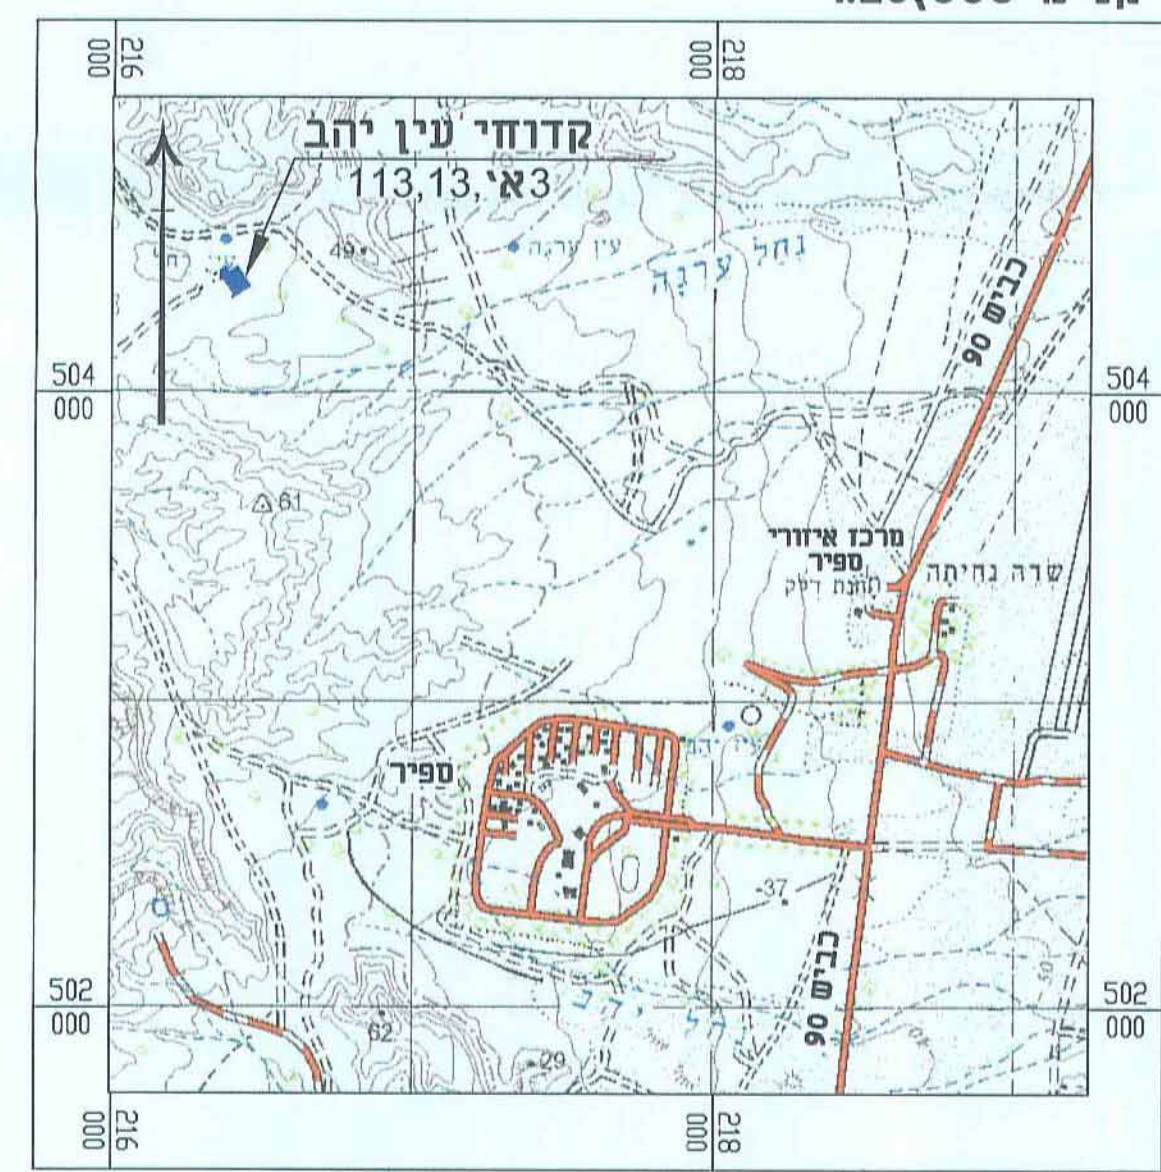 216
000
218
000
קדוחי עין יהב
3א', 13, 113
49
עין ערגה
נחל ערגה
כביש 90
504
000
504
000
61
מרכז איזורי
ספיר
תחנת דלק
שדה נחיתה
עין יהב
ספיר
-37
כביש 90
502
000
502
000
62
-29
216
000
218
000